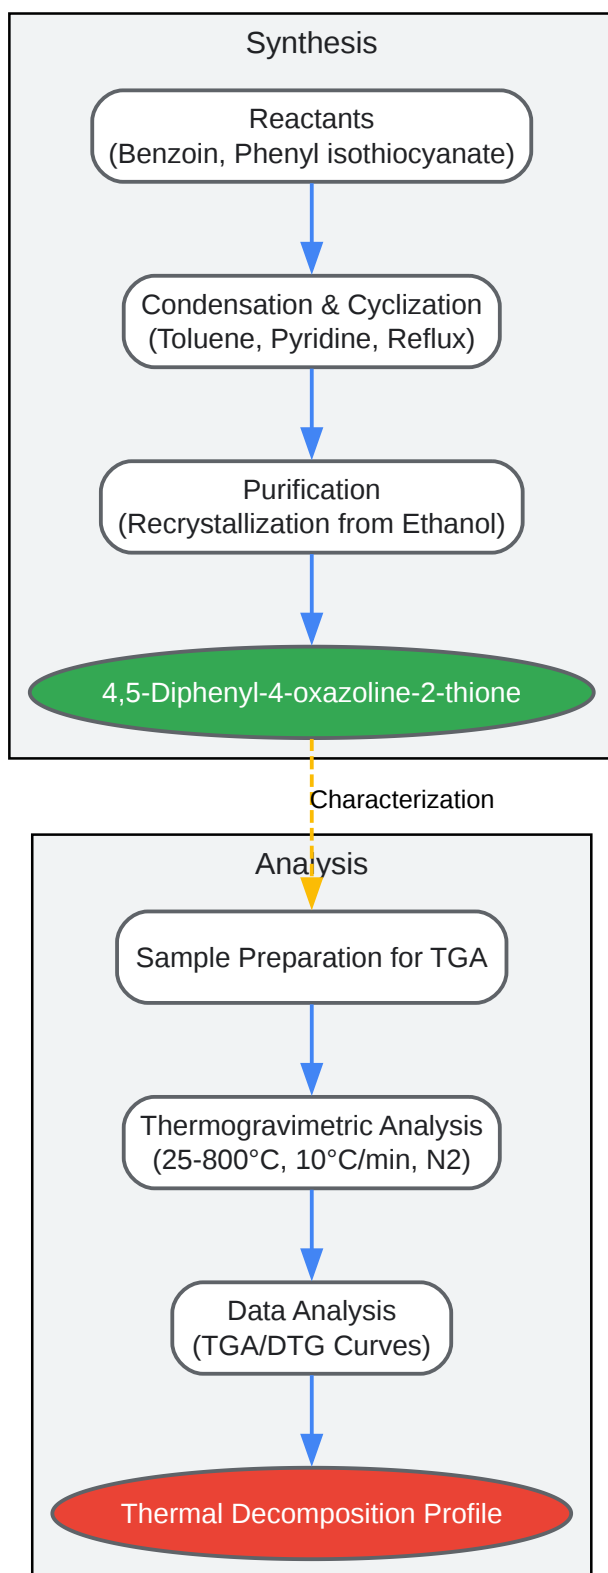 Synthesis
Reactants
(Benzoin, Phenyl isothiocyanate)
Condensation & Cyclization
(Toluene, Pyridine, Reflux)
Purification
(Recrystallization from Ethanol)
4,5-Diphenyl-4-oxazoline-2-thione
Characterization
Analysis
Sample Preparation for TGA
Thermogravimetric Analysis
(25-800°C, 10°C/min, N2)
Data Analysis
(TGA/DTG Curves)
Thermal Decomposition Profile